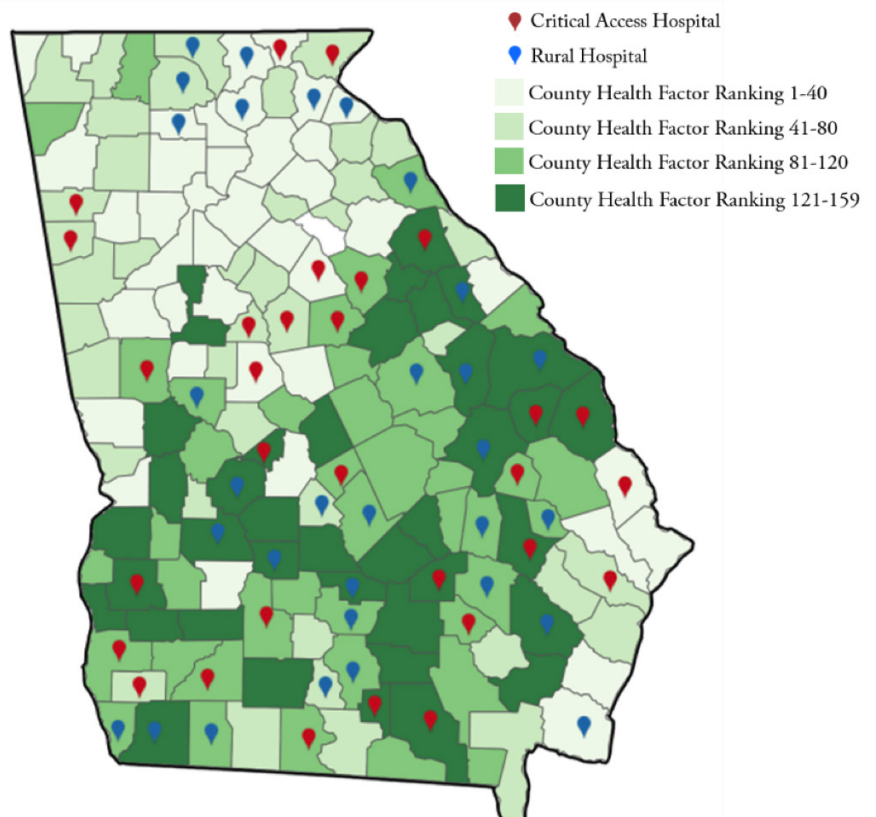 Critical Access Hospital
Rural Hospital
County Health Factor Ranking 1-40
County Health Factor Ranking 41-80
County Health Factor Ranking 81-120
County Health Factor Ranking 121-159